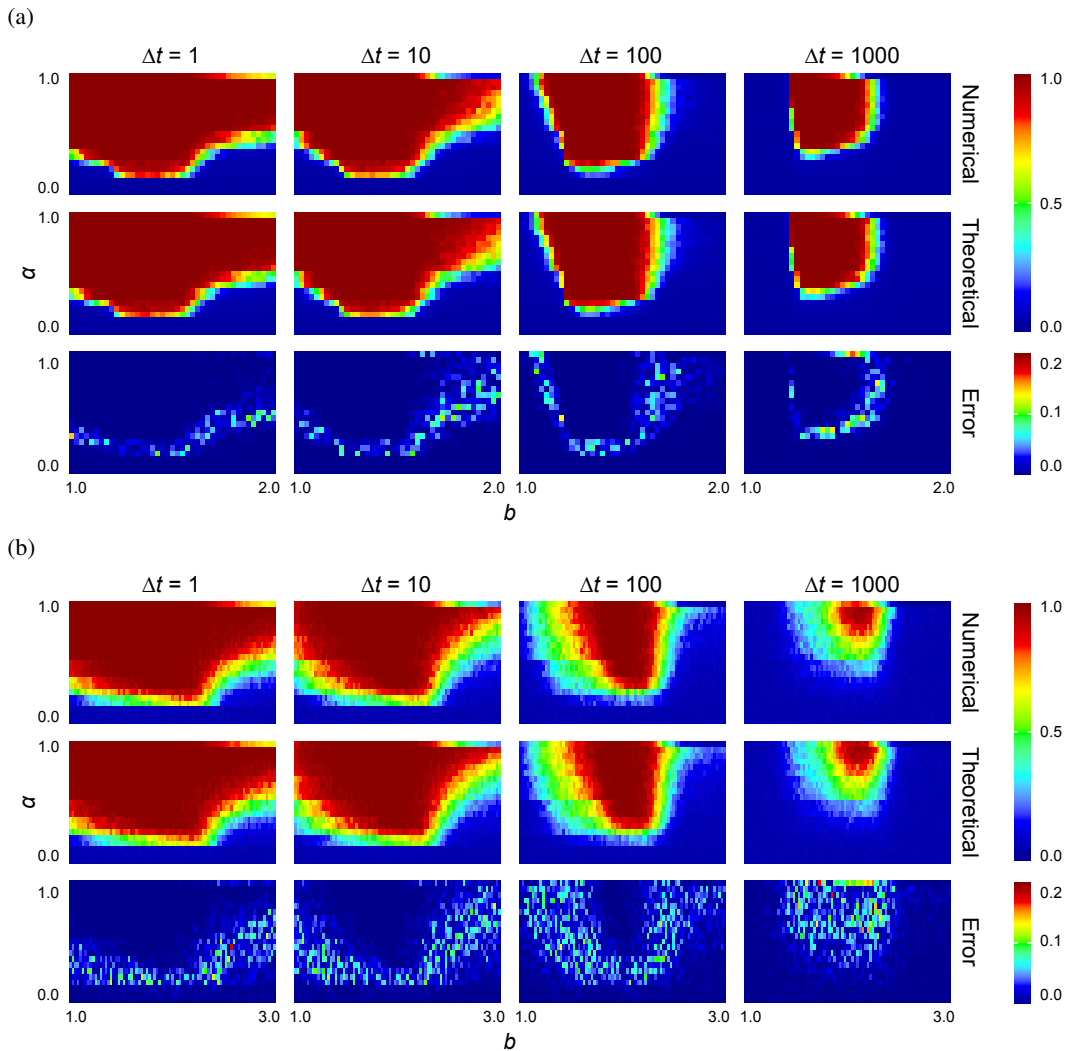 (a)
Δt = 1
Δt = 10
Δt = 100
Δt = 1000
1.0
0.0
Numerical
1.0
0.5
0.0
α
1.0
0.0
Theoretical
1.0
0.0
Error
0.2
0.1
0.0
1.0
2.0
1.0
2.0
1.0
2.0
1.0
2.0
b
(b)
Δt = 1
Δt = 10
Δt = 100
Δt = 1000
1.0
0.0
Numerical
1.0
0.5
0.0
α
1.0
0.0
Theoretical
1.0
0.0
Error
0.2
0.1
0.0
1.0
3.0
1.0
3.0
1.0
3.0
1.0
3.0
b